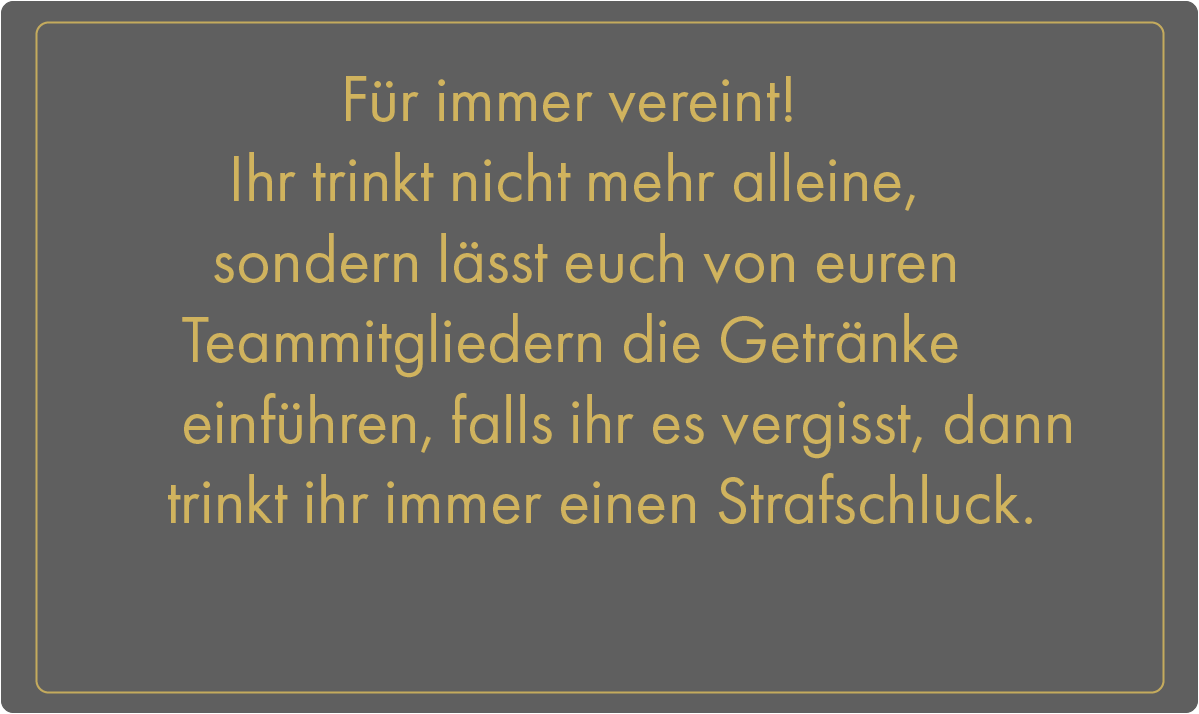 Für immer vereint!
Ihr trinkt nicht mehr alleine,
sondern lässt euch von euren
Teammitgliedern die Getränke
einführen, falls ihr es vergisst, dann
trinkt ihr immer einen Strafschluck.